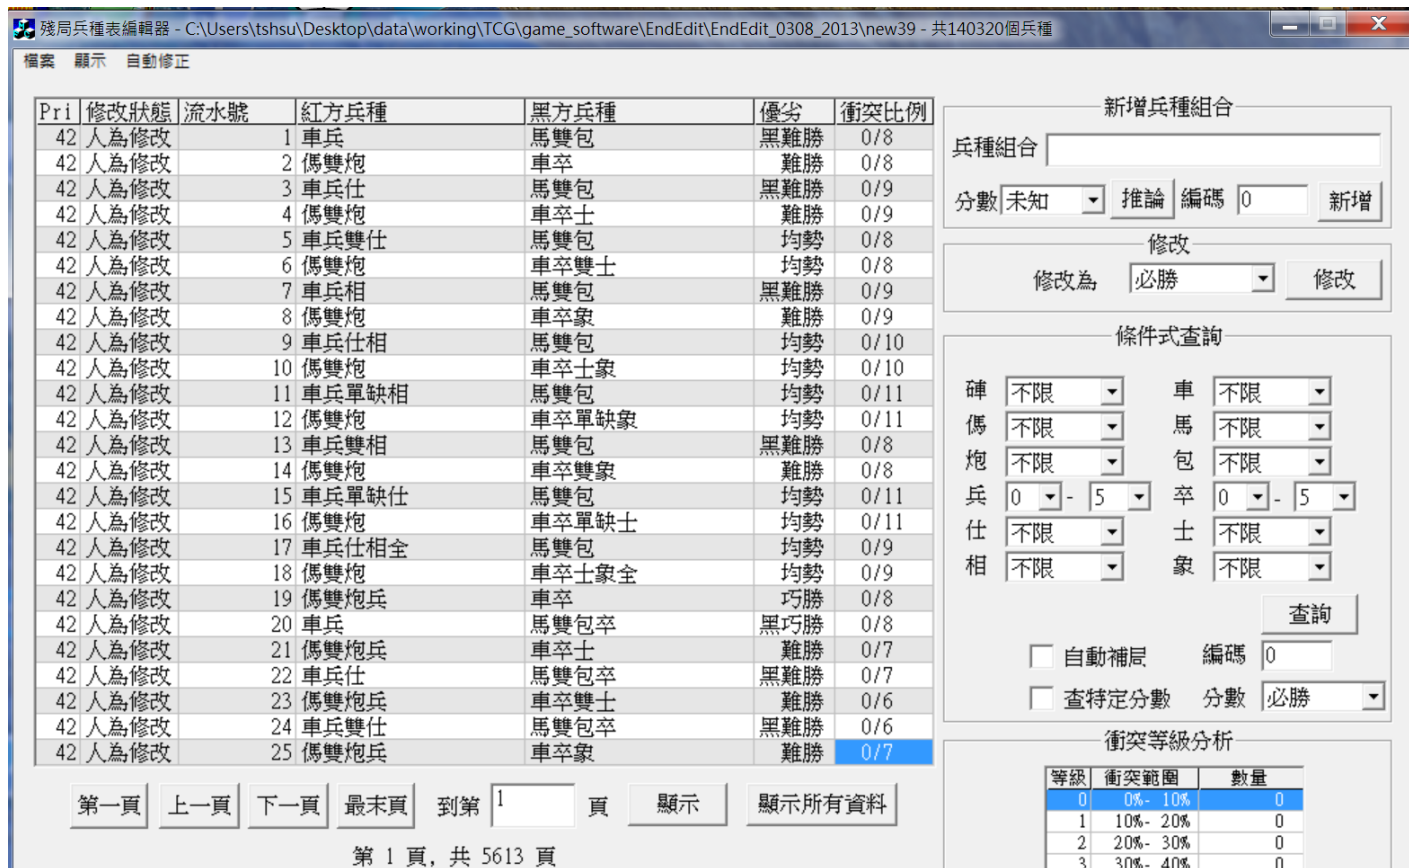 殘局兵種表編輯器 - C:\Users\tshsu\Desktop\data\working\TCG\game_software\EndEdit\EndEdit_0308_2013\new39 - 共140320個兵種
檔案 顯示 自動修正
Pri 修改狀態 流水號 紅方兵種 黑方兵種 優劣 衝突比例
42 人為修改 1 車兵 馬雙包 黑難勝 0/8
42 人為修改 2 傌雙炮 車卒 難勝 0/8
42 人為修改 3 車兵仕 馬雙包 黑難勝 0/9
42 人為修改 4 傌雙炮 車卒士 難勝 0/9
42 人為修改 5 車兵雙仕 馬雙包 均勢 0/8
42 人為修改 6 傌雙炮 車卒雙士 均勢 0/8
42 人為修改 7 車兵相 馬雙包 黑難勝 0/9
42 人為修改 8 傌雙炮 車卒象 難勝 0/9
42 人為修改 9 車兵仕相 馬雙包 均勢 0/10
42 人為修改 10 傌雙炮 車卒士象 均勢 0/10
42 人為修改 11 車兵單缺相 馬雙包 均勢 0/11
42 人為修改 12 傌雙炮 車卒單缺象 均勢 0/11
42 人為修改 13 車兵雙相 馬雙包 黑難勝 0/8
42 人為修改 14 傌雙炮 車卒雙象 難勝 0/8
42 人為修改 15 車兵單缺仕 馬雙包 均勢 0/11
42 人為修改 16 傌雙炮 車卒單缺士 均勢 0/11
42 人為修改 17 車兵仕相全 馬雙包 均勢 0/9
42 人為修改 18 傌雙炮 車卒士象全 均勢 0/9
42 人為修改 19 傌雙炮兵 車卒 巧勝 0/8
42 人為修改 20 車兵 馬雙包卒 黑巧勝 0/8
42 人為修改 21 傌雙炮兵 車卒士 難勝 0/7
42 人為修改 22 車兵仕 馬雙包卒 黑難勝 0/7
42 人為修改 23 傌雙炮兵 車卒雙士 難勝 0/6
42 人為修改 24 車兵雙仕 馬雙包卒 黑難勝 0/6
42 人為修改 25 傌雙炮兵 車卒象 難勝 0/7
第一頁 上一頁 下一頁 最末頁 到第 1 頁 顯示 顯示所有資料
第 1 頁, 共 5613 頁
新增兵種組合
兵種組合
分數 未知 推論 編碼 0 新增
修改
修改為 必勝 修改
條件式查詢
硨 不限 車 不限
傌 不限 馬 不限
炮 不限 包 不限
兵 0 - 5 卒 0 - 5
仕 不限 士 不限
相 不限 象 不限
查詢
自動補局 編碼 0
查特定分數 分數 必勝
衝突等級分析
等級 衝突範圍 數量
0 0%- 10% 0
1 10%- 20% 0
2 20%- 30% 0
3 30%- 40% 0